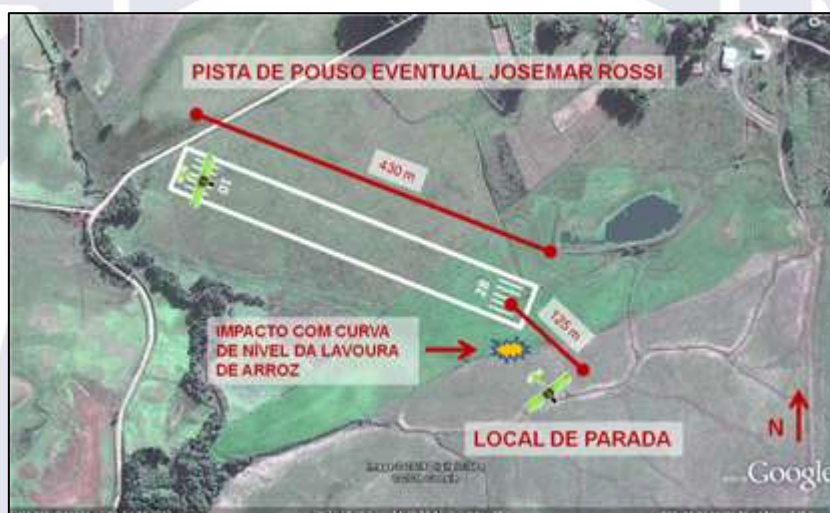 PISTA DE POUSO EVENTUAL JOSEMAR ROSSI
430 m
10
28
125 m
IMPACTO COM CURVA
DE NÍVEL DA LAVOURA
DE ARROZ
LOCAL DE PARADA
N
Google